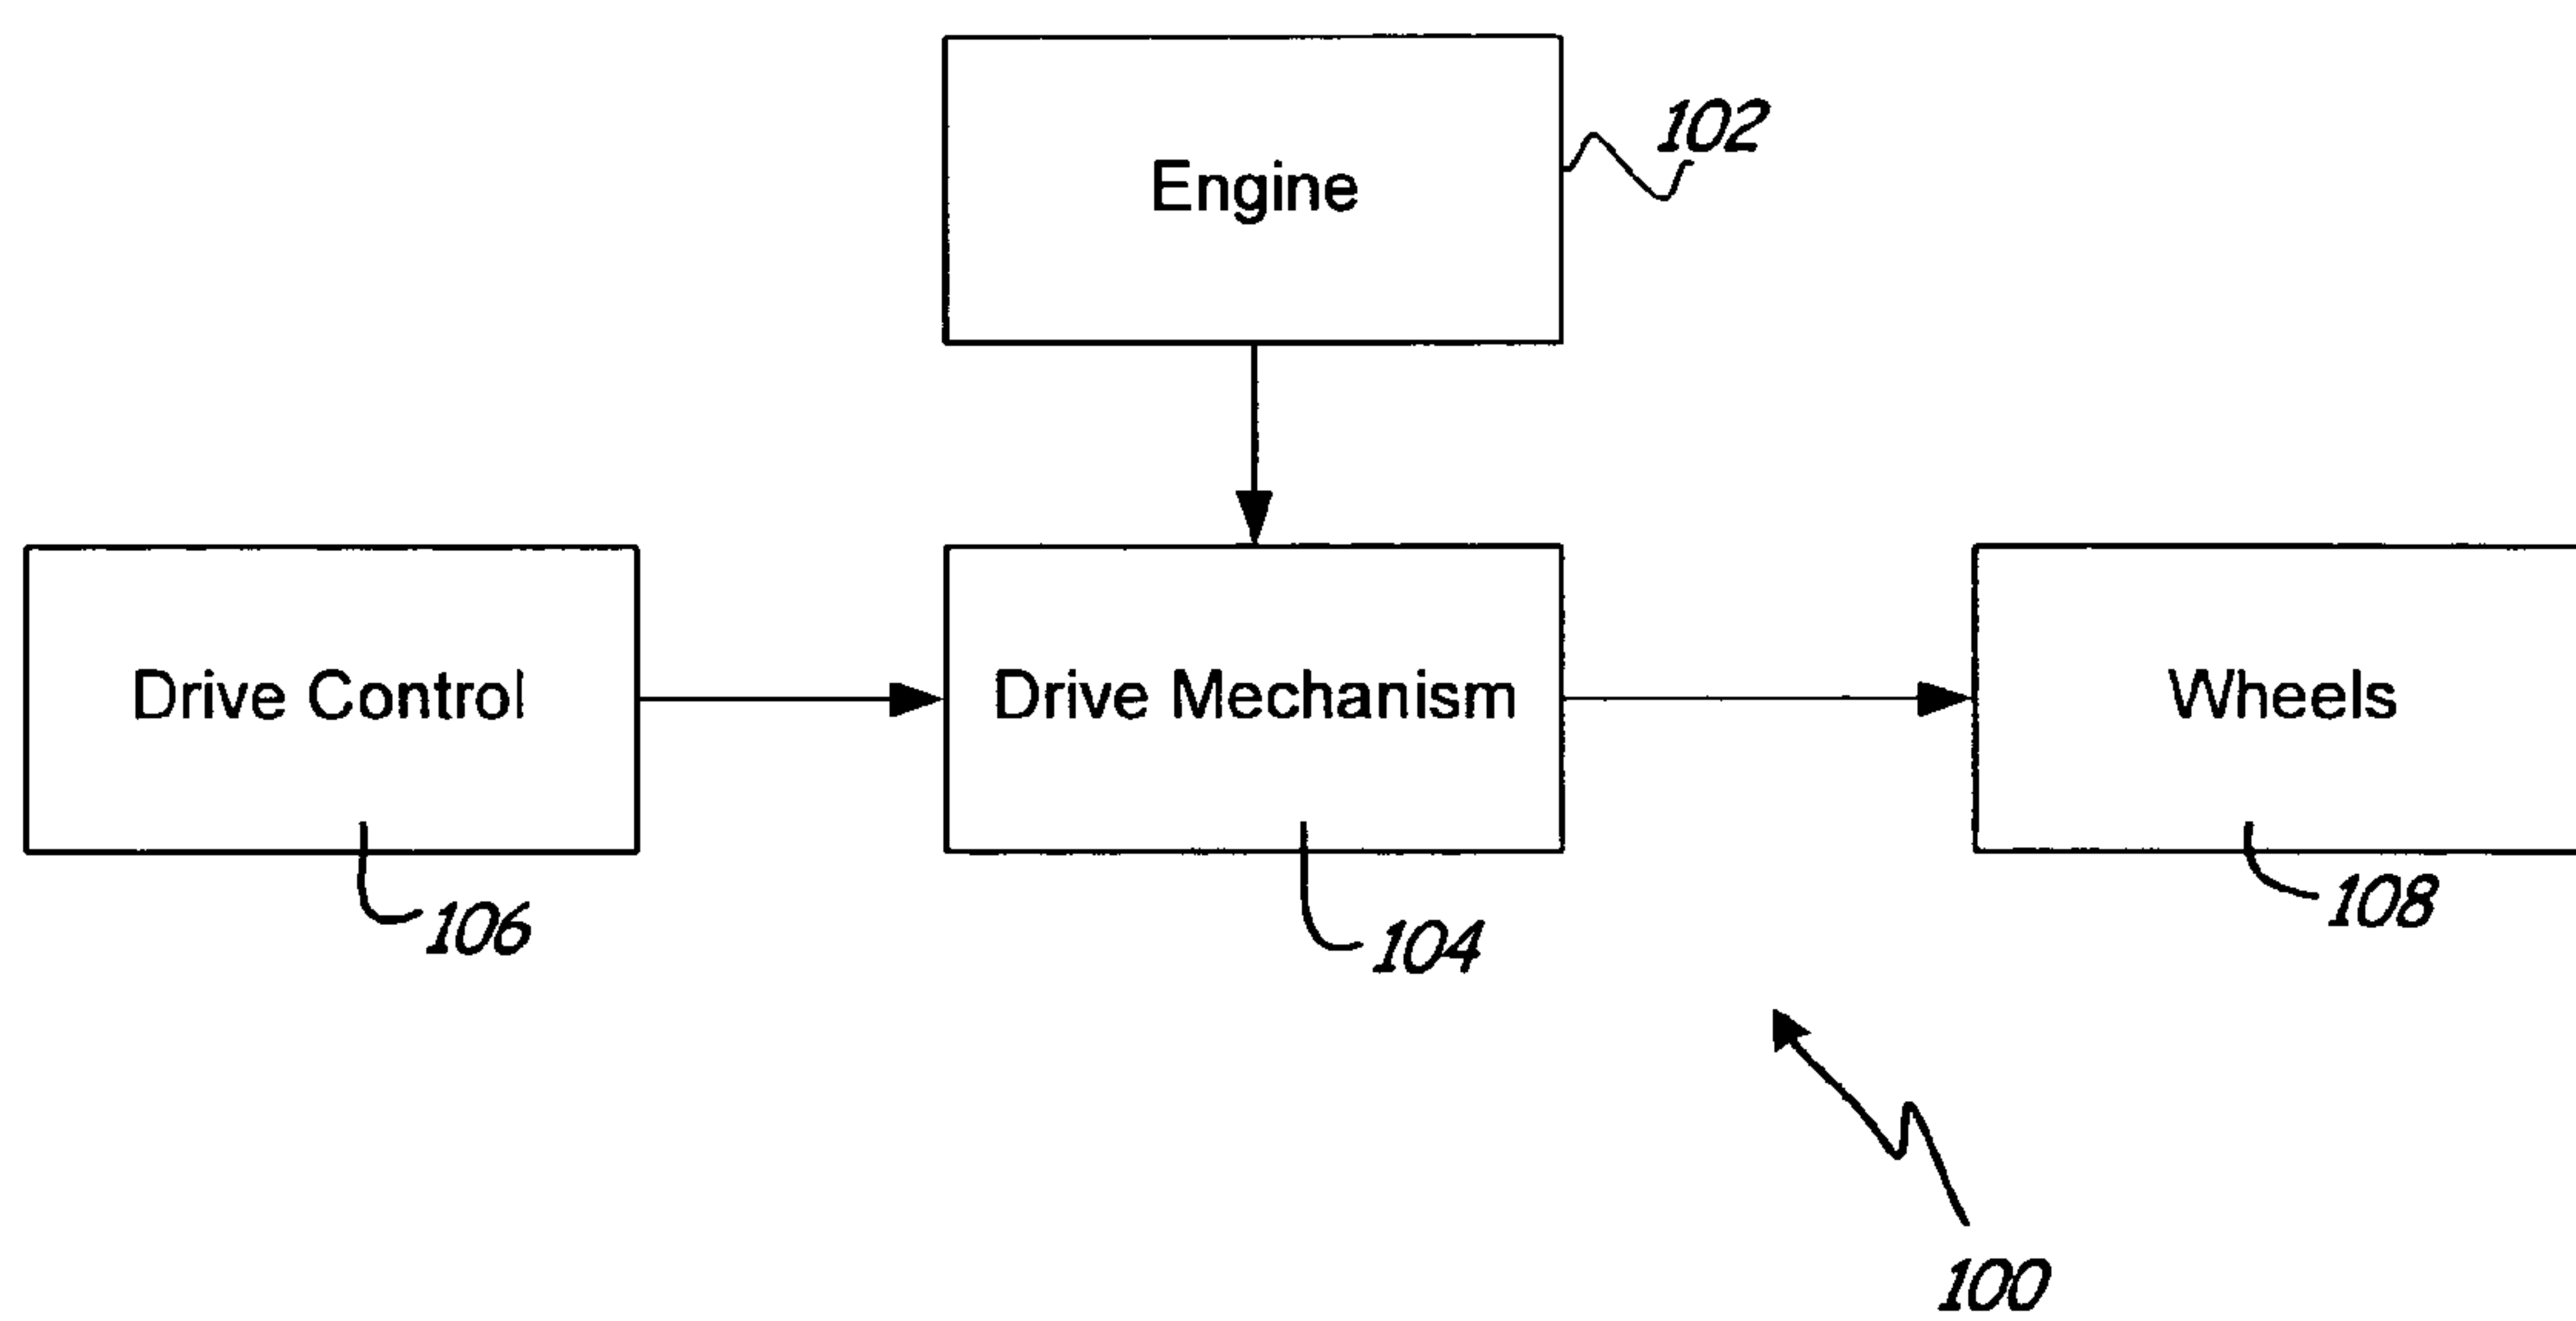 Engine
102
Drive Control
Drive Mechanism
Wheels
106
104
108
100